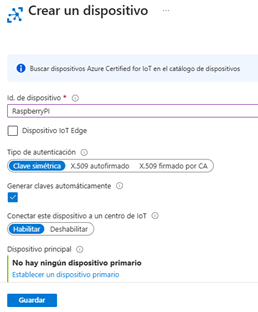 Crear un dispositivo ...
Buscar dispositivos Azure Certified for IoT en el catálogo de dispositivos
Id. de dispositivo *
RaspberryPI
Dispositivo IoT Edge
Tipo de autenticación
Clave simétrica X.509 autofirmado X.509 firmado por CA
Generar claves automáticamente
Conectar este dispositivo a un centro de IoT
Habilitar Deshabilitar
Dispositivo principal
No hay ningún dispositivo primario
Establecer un dispositivo primario
Guardar